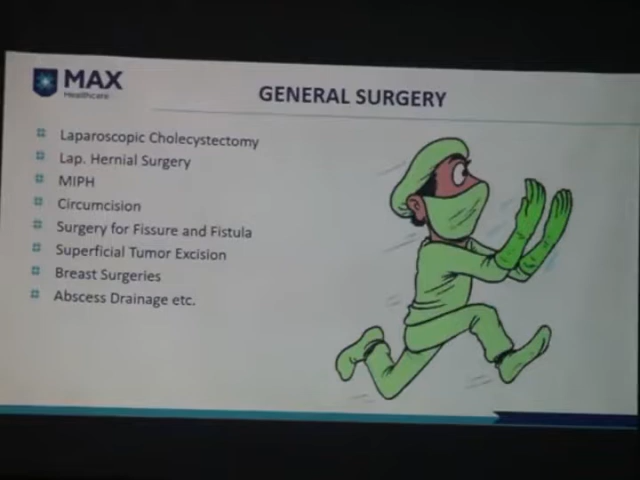 MAX
Healthcare
GENERAL SURGERY
Laparoscopic Cholecystectomy
Lap. Hernial Surgery
MIPH
Circumcision
Surgery for Fissure and Fistula
Superficial Tumor Excision
Breast Surgeries
Abscess Drainage etc.